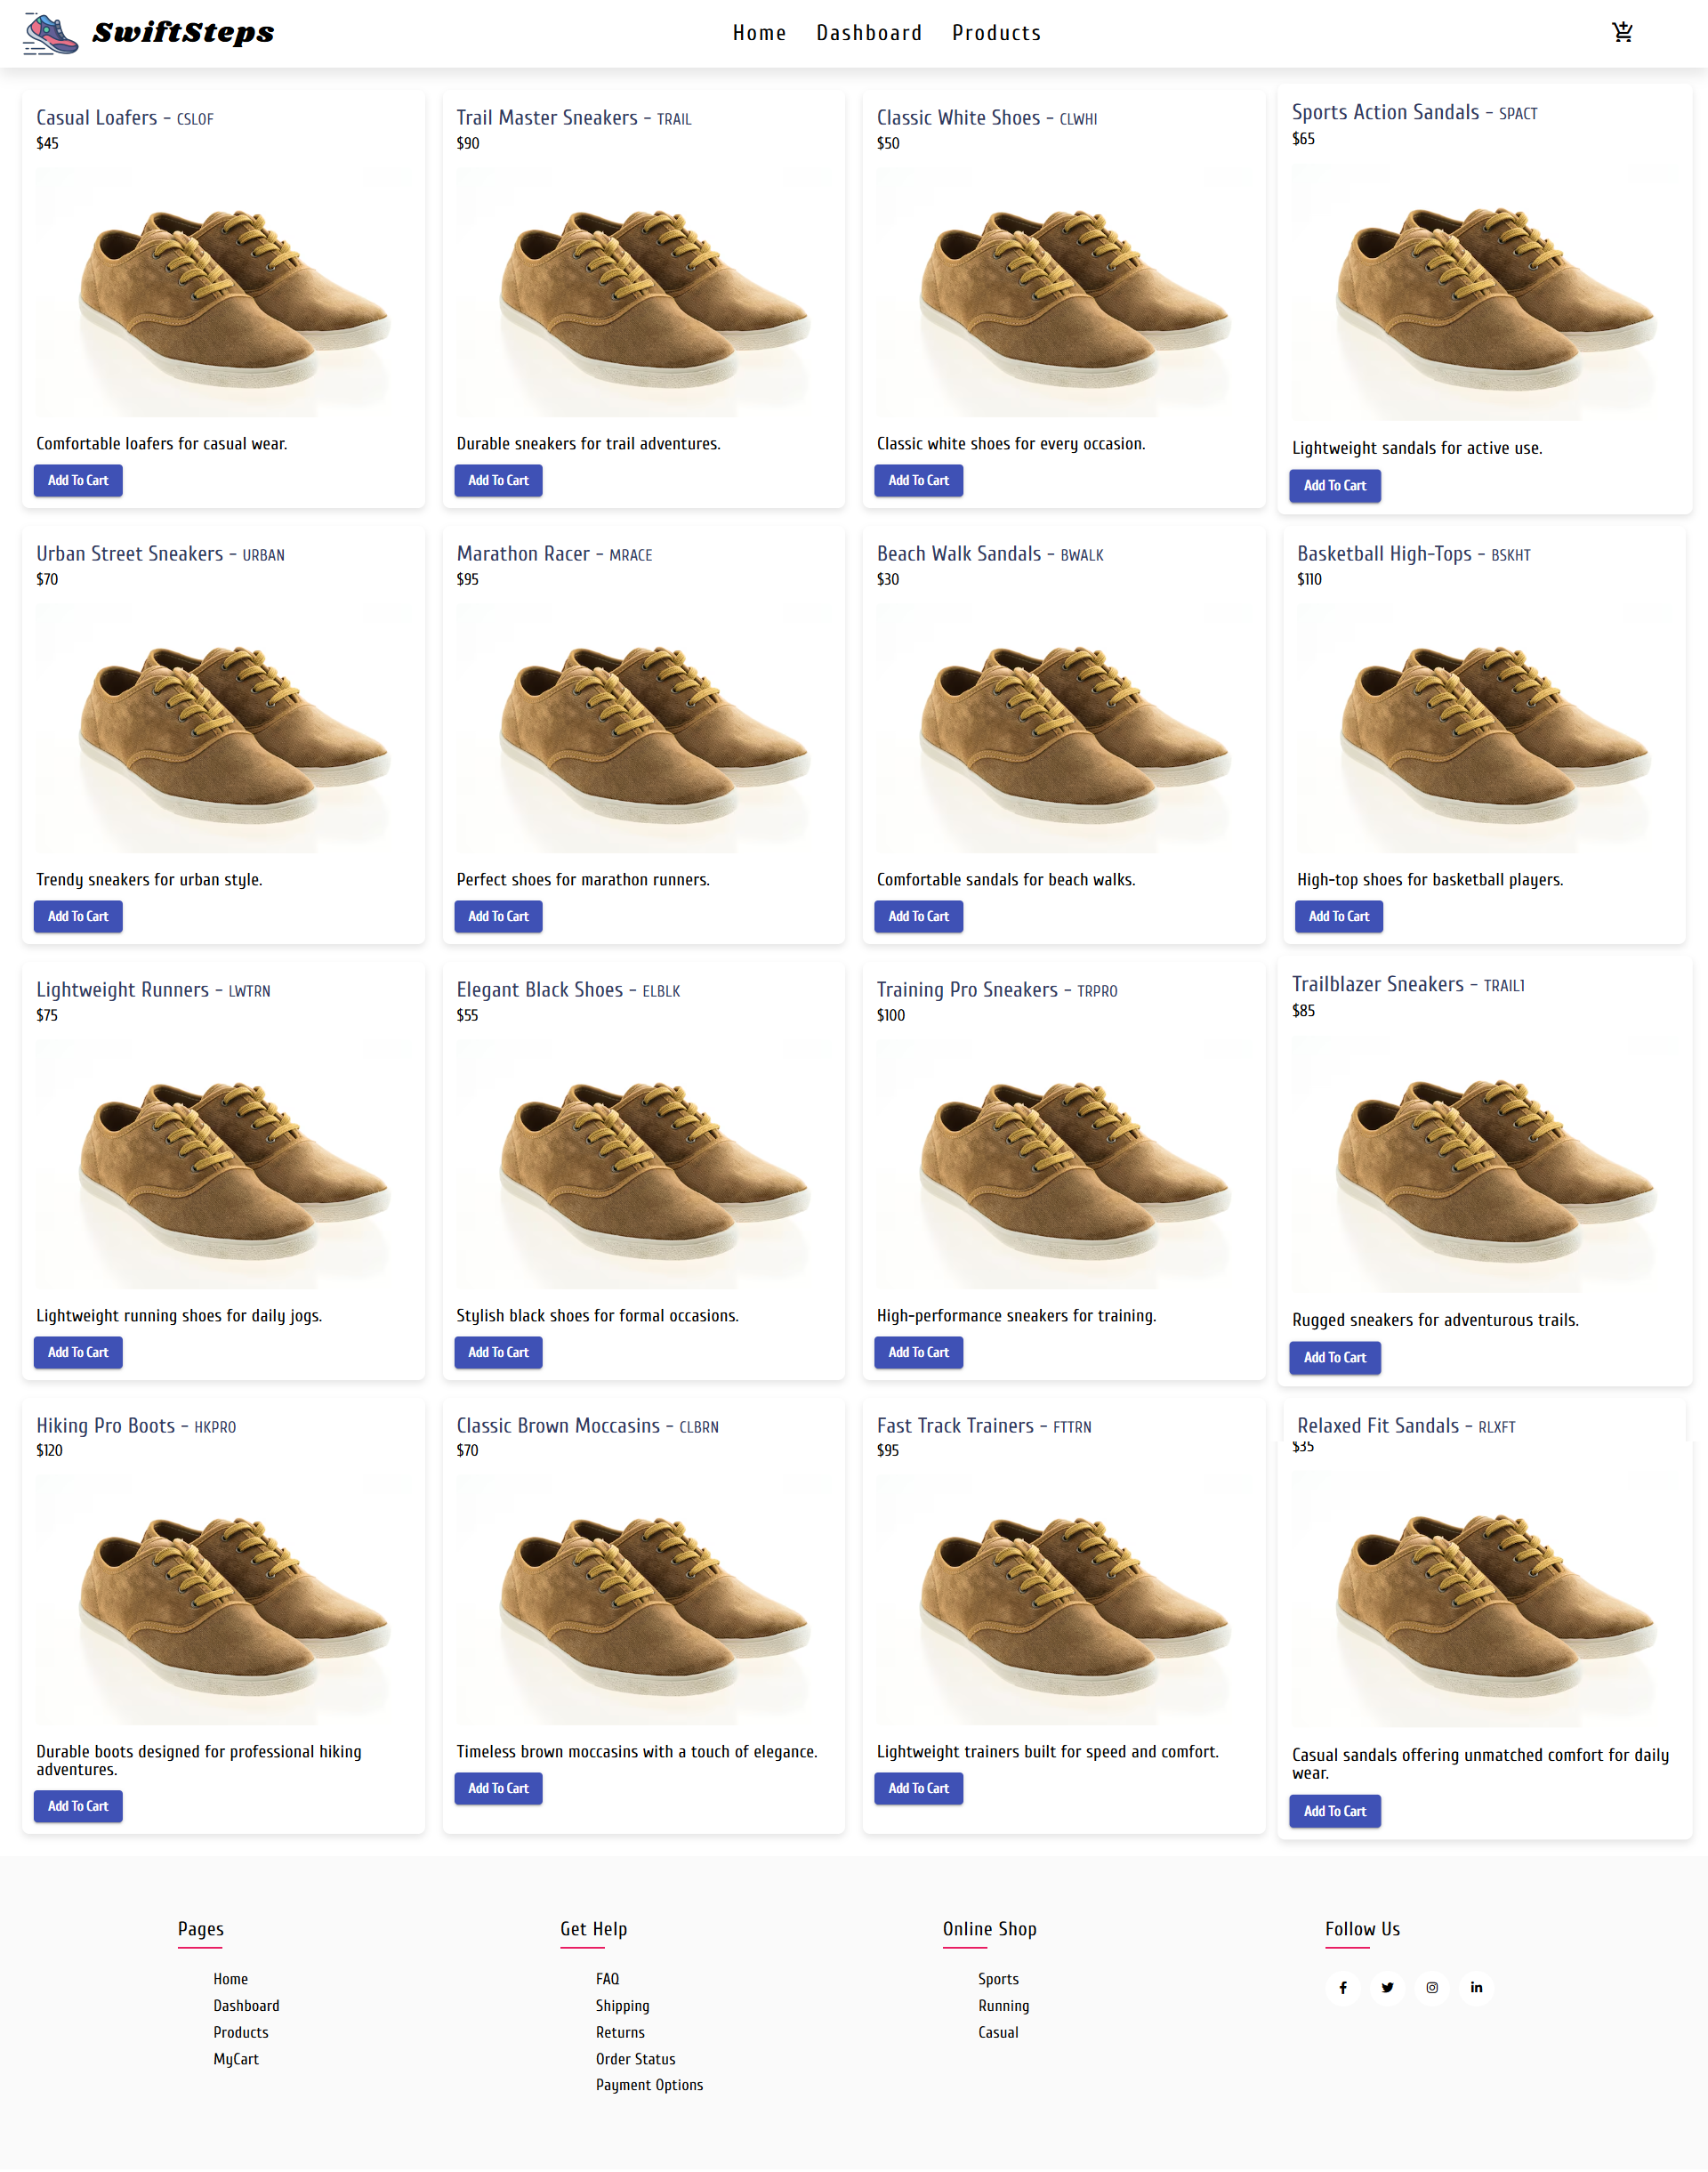 SwiftSteps
Home Dashboard Products
Casual Loafers - CSLOF
$45
Comfortable loafers for casual wear.
Add To Cart
Trail Master Sneakers - TRAIL
$90
Durable sneakers for trail adventures.
Add To Cart
Classic White Shoes - CLWHI
$50
Classic white shoes for every occasion.
Add To Cart
Sports Action Sandals - SPACT
$65
Lightweight sandals for active use.
Add To Cart
Urban Street Sneakers - URBAN
$70
Trendy sneakers for urban style.
Add To Cart
Marathon Racer - MRACE
$95
Perfect shoes for marathon runners.
Add To Cart
Beach Walk Sandals - BWALK
$30
Comfortable sandals for beach walks.
Add To Cart
Basketball High-Tops - BSKHT
$110
High-top shoes for basketball players.
Add To Cart
Lightweight Runners - LWTRN
$75
Lightweight running shoes for daily jogs.
Add To Cart
Elegant Black Shoes - ELBLK
$55
Stylish black shoes for formal occasions.
Add To Cart
Training Pro Sneakers - TRPRO
$100
High-performance sneakers for training.
Add To Cart
Trailblazer Sneakers - TRAIL1
$85
Rugged sneakers for adventurous trails.
Add To Cart
Hiking Pro Boots - HKPRO
$120
Durable boots designed for professional hiking
adventures.
Add To Cart
Classic Brown Moccasins - CLBRN
$70
Timeless brown moccasins with a touch of elegance.
Add To Cart
Fast Track Trainers - FTTRN
$95
Lightweight trainers built for speed and comfort.
Add To Cart
Relaxed Fit Sandals - RLXFT
$35
Casual sandals offering unmatched comfort for daily
wear.
Add To Cart
Pages
Home
Dashboard
Products
MyCart
Get Help
FAQ
Shipping
Returns
Order Status
Payment Options
Online Shop
Sports
Running
Casual
Follow Us